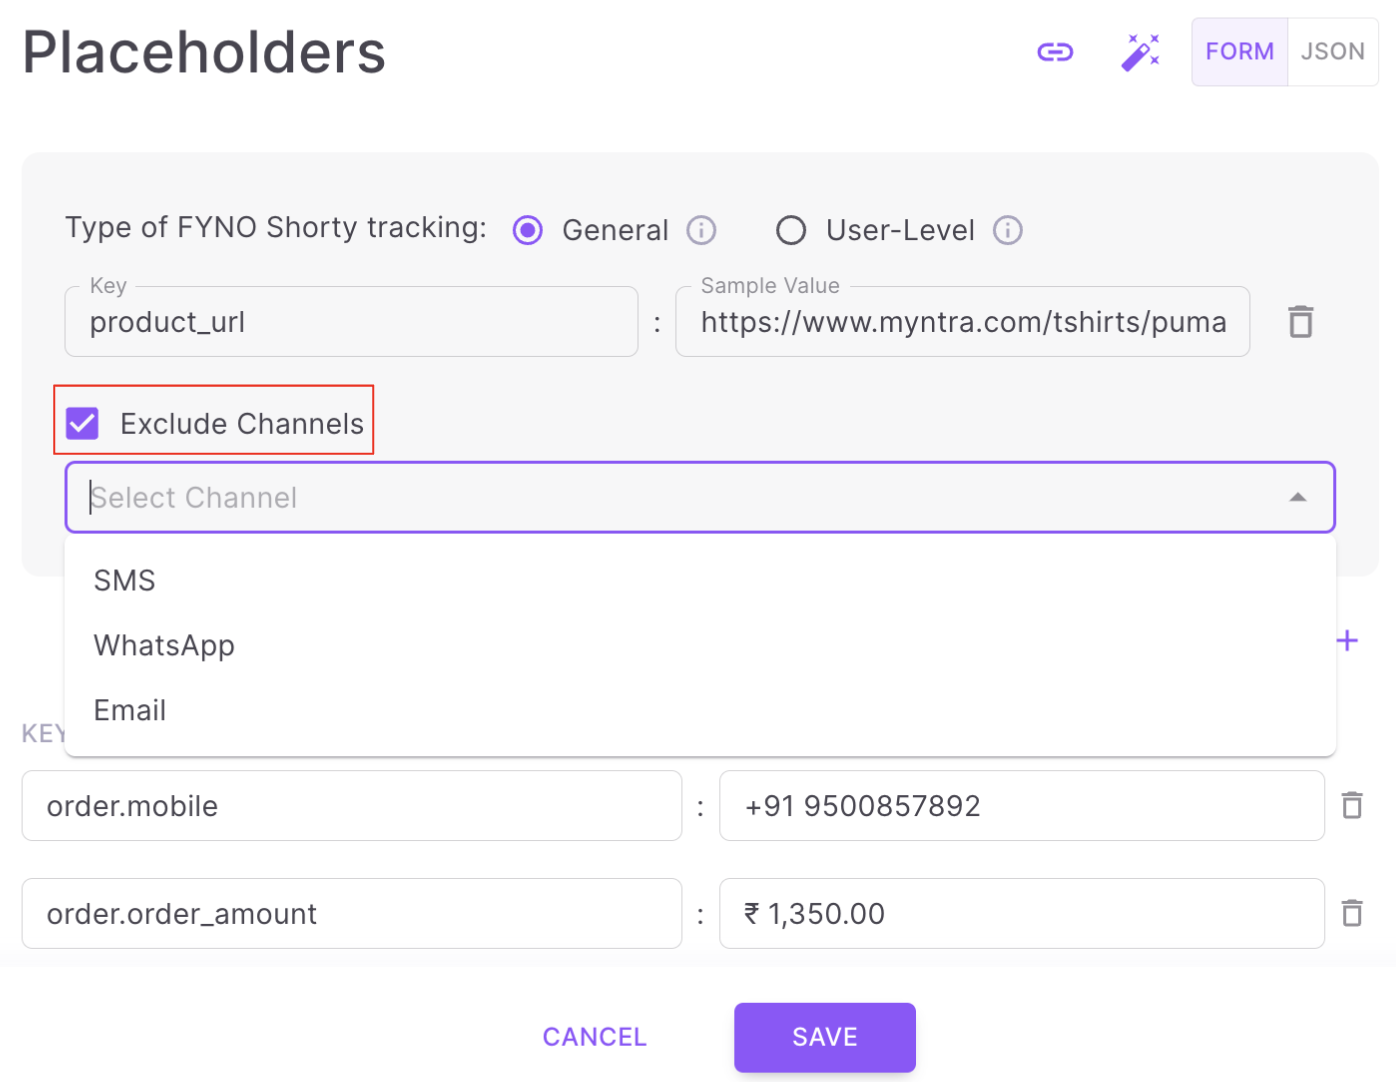 Placeholders
FORM JSON
Type of FYNO Shorty tracking: General User-Level
Key
Sample Value
product_url : https://www.myntra.com/tshirts/puma
Exclude Channels
Select Channel
SMS
WhatsApp
Email
KEY
order.mobile : +91 9500857892
order.order_amount : ₹ 1,350.00
CANCEL SAVE